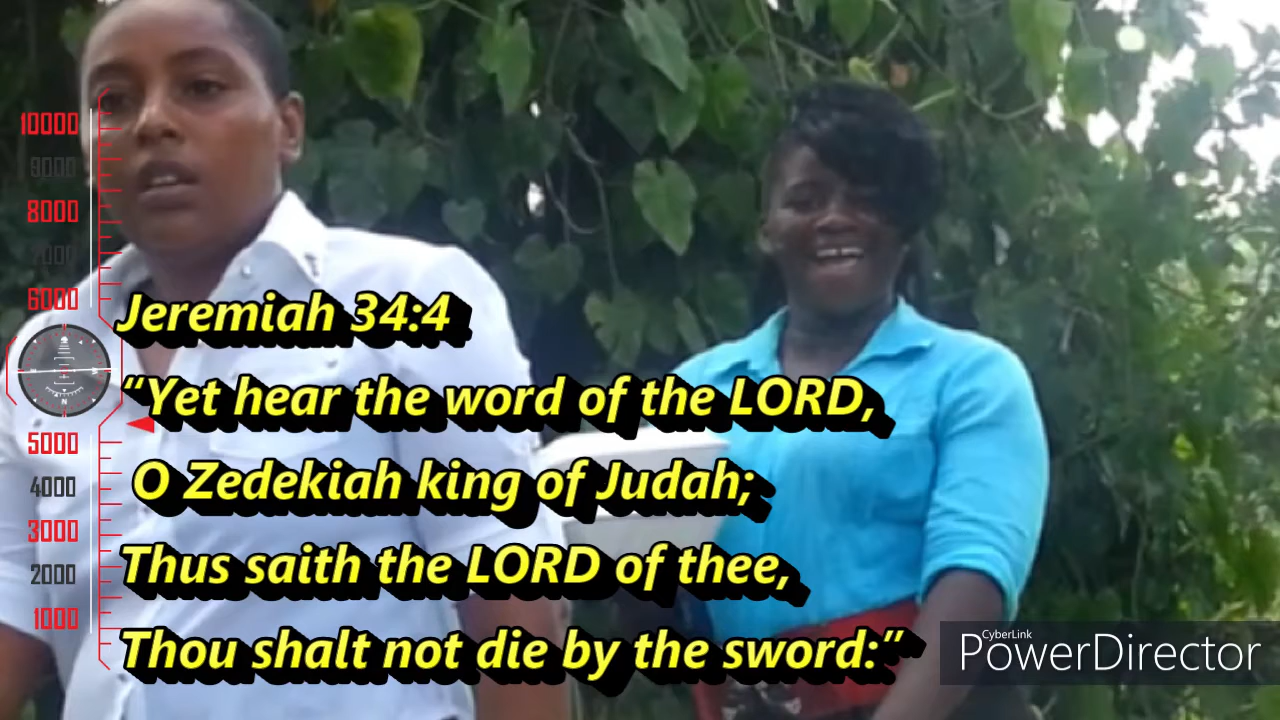 10000
9000
8000
7000
6000
Jeremiah 34:4
“Yet hear the word of the LORD,
O Zedekiah king of Judah;
Thus saith the LORD of thee,
Thou shalt not die by the sword:”
5000
4000
3000
2000
1000
N
CyberLink
PowerDirector